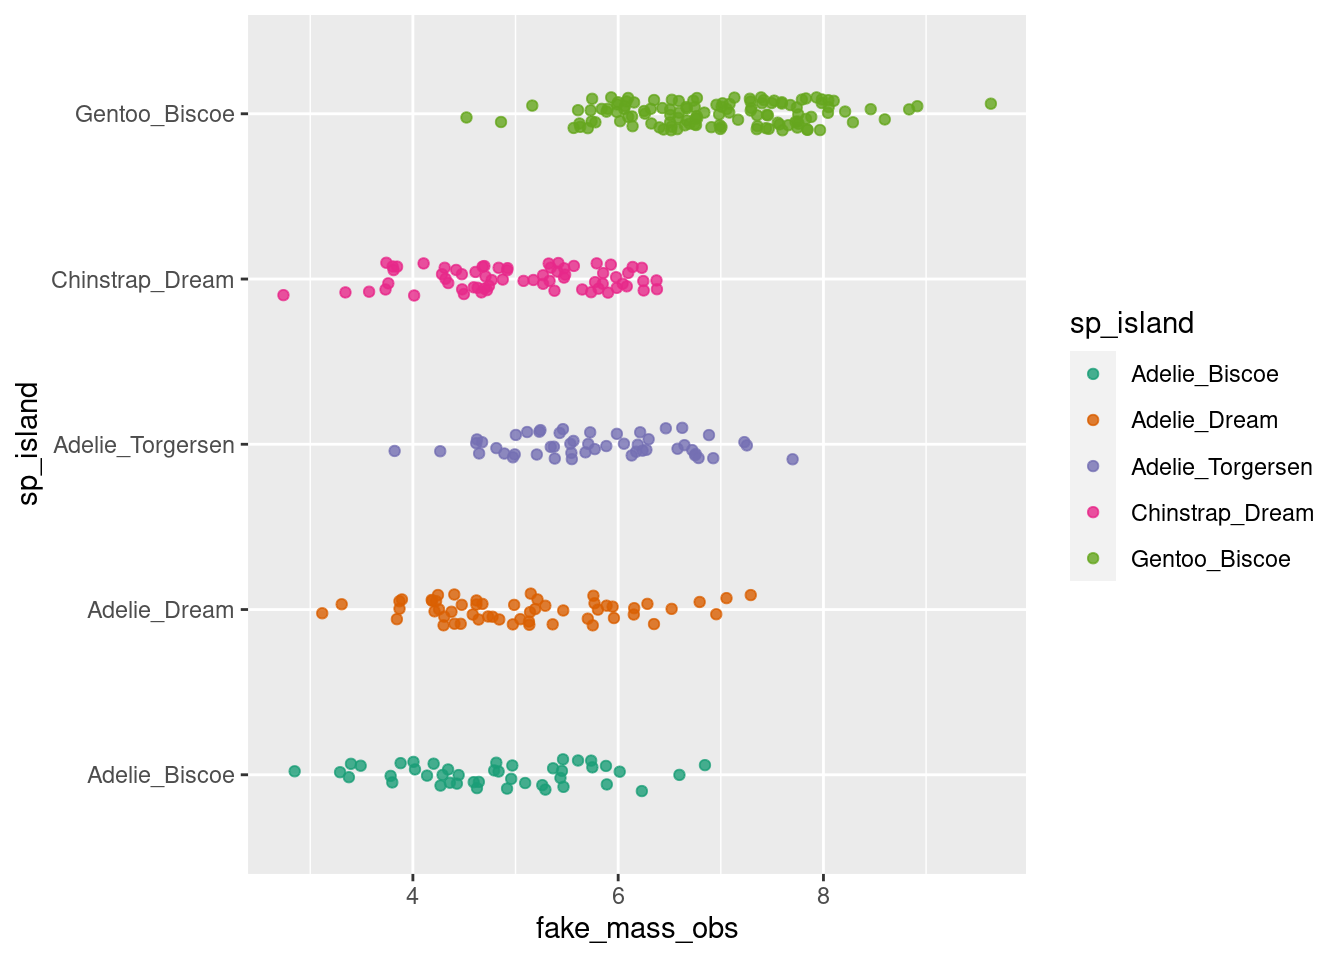 Gentoo_Biscoe
Chinstrap_Dream
Adelie_Torgersen
Adelie_Dream
Adelie_Biscoe
sp_island
4 6 8
fake_mass_obs
sp_island
Adelie_Biscoe
Adelie_Dream
Adelie_Torgersen
Chinstrap_Dream
Gentoo_Biscoe